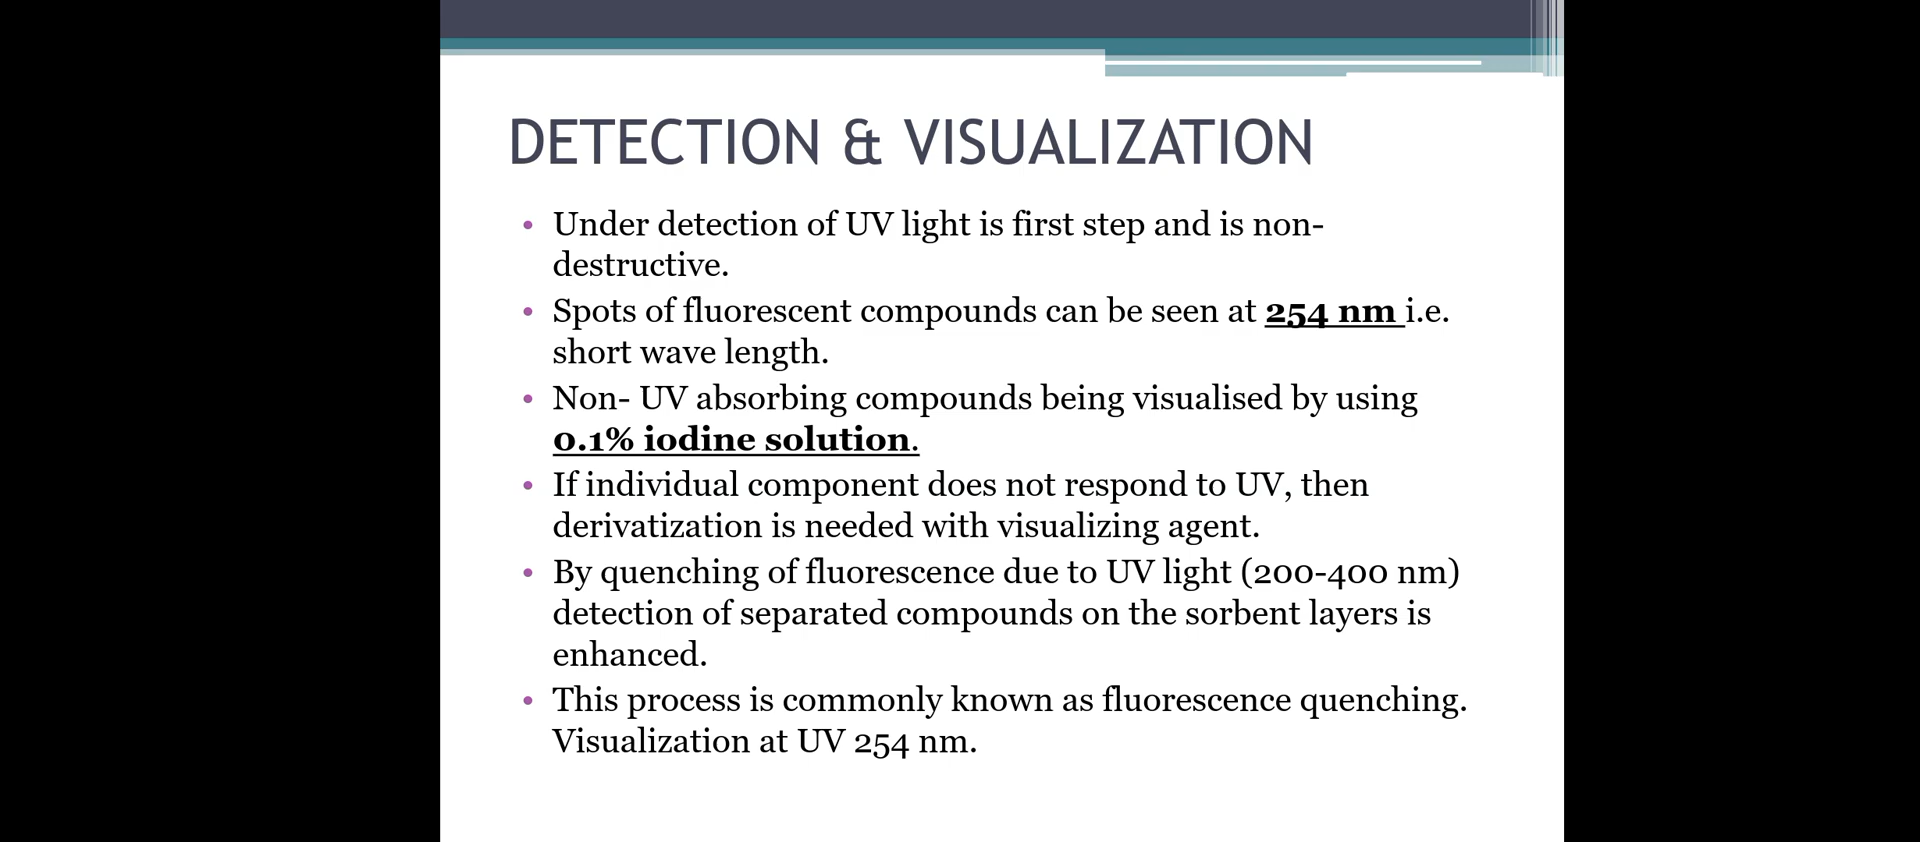 DETECTION & VISUALIZATION
• Under detection of UV light is first step and is non-
destructive.
• Spots of fluorescent compounds can be seen at 254 nm i.e.
short wave length.
• Non- UV absorbing compounds being visualised by using
0.1% iodine solution.
• If individual component does not respond to UV, then
derivatization is needed with visualizing agent.
• By quenching of fluorescence due to UV light (200-400 nm)
detection of separated compounds on the sorbent layers is
enhanced.
• This process is commonly known as fluorescence quenching.
Visualization at UV 254 nm.